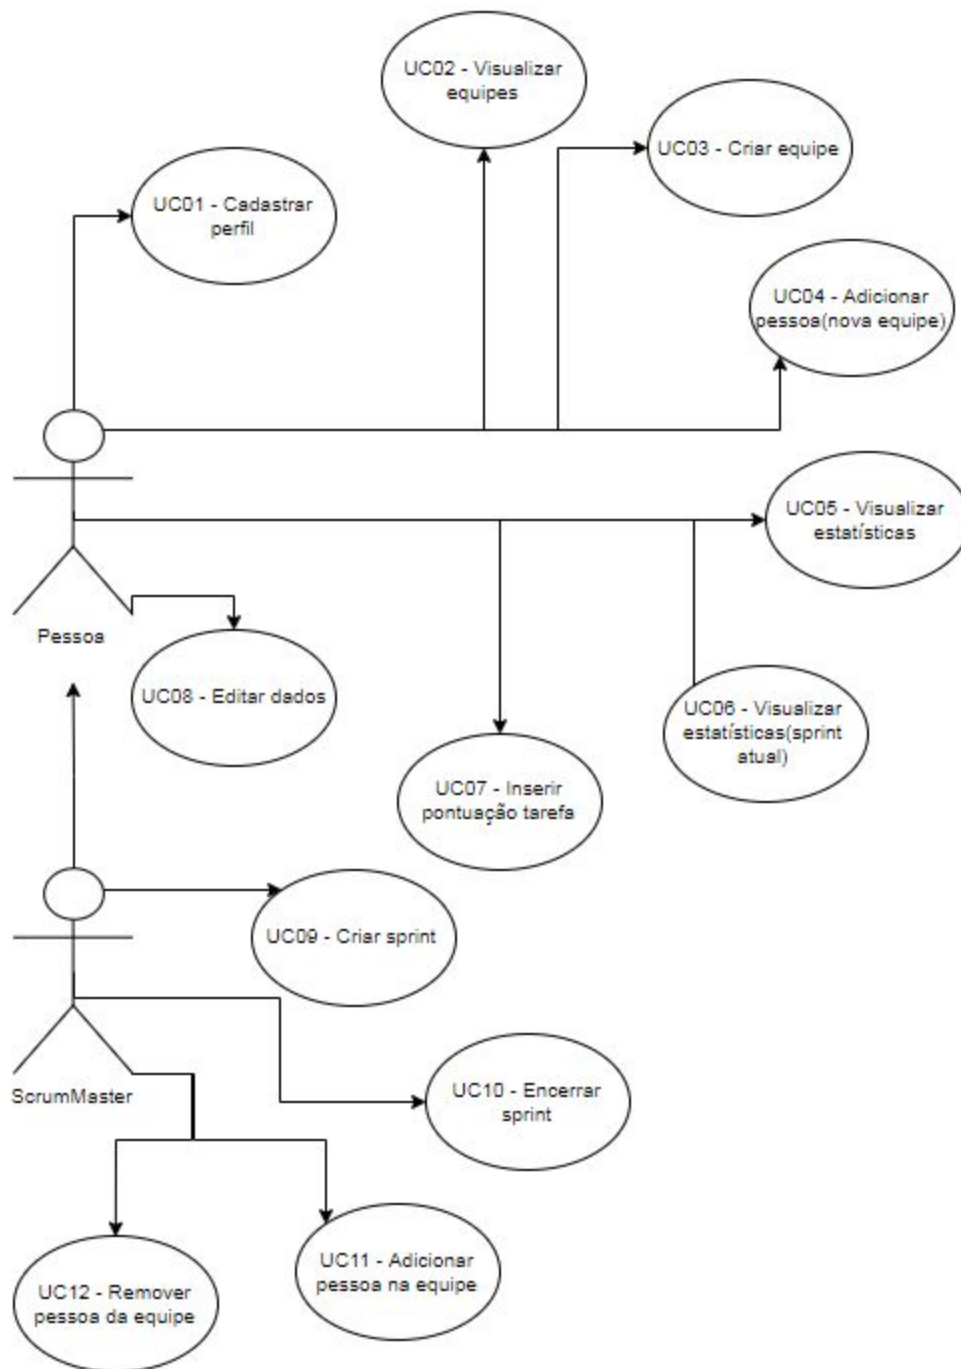 UC02 - Visualizar
equipes
UC03 - Criar equipe
UC01 - Cadastrar
perfil
UC04 - Adicionar
pessoa(nova equipe)
UC05 - Visualizar
estatísticas
Pessoa
UC08 - Editar dados
UC06 - Visualizar
estatísticas(sprint
atual)
UC07 - Inserir
pontuação tarefa
UC09 - Criar sprint
ScrumMaster
UC10 - Encerrar
sprint
UC11 - Adicionar
pessoa na equipe
UC12 - Remover
pessoa da equipe